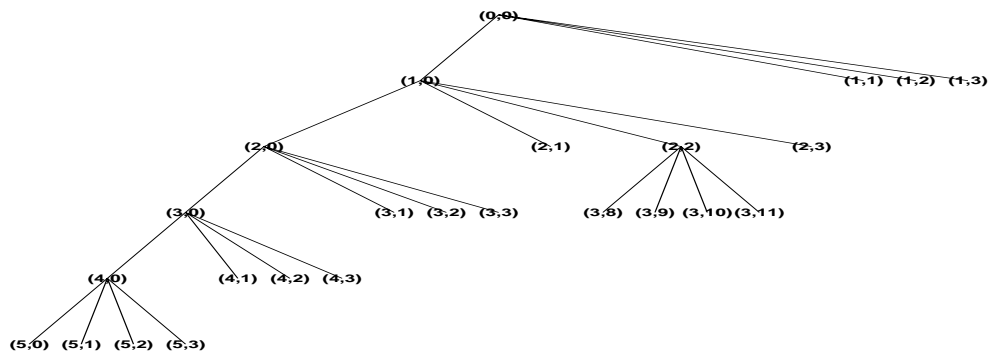 (0,0)
(1,0) (1,1) (1,2) (1,3)
(2,0) (2,1) (2,2) (2,3)
(3,0) (3,1) (3,2) (3,3) (3,8) (3,9) (3,10) (3,11)
(4,0) (4,1) (4,2) (4,3)
(5,0) (5,1) (5,2) (5,3)